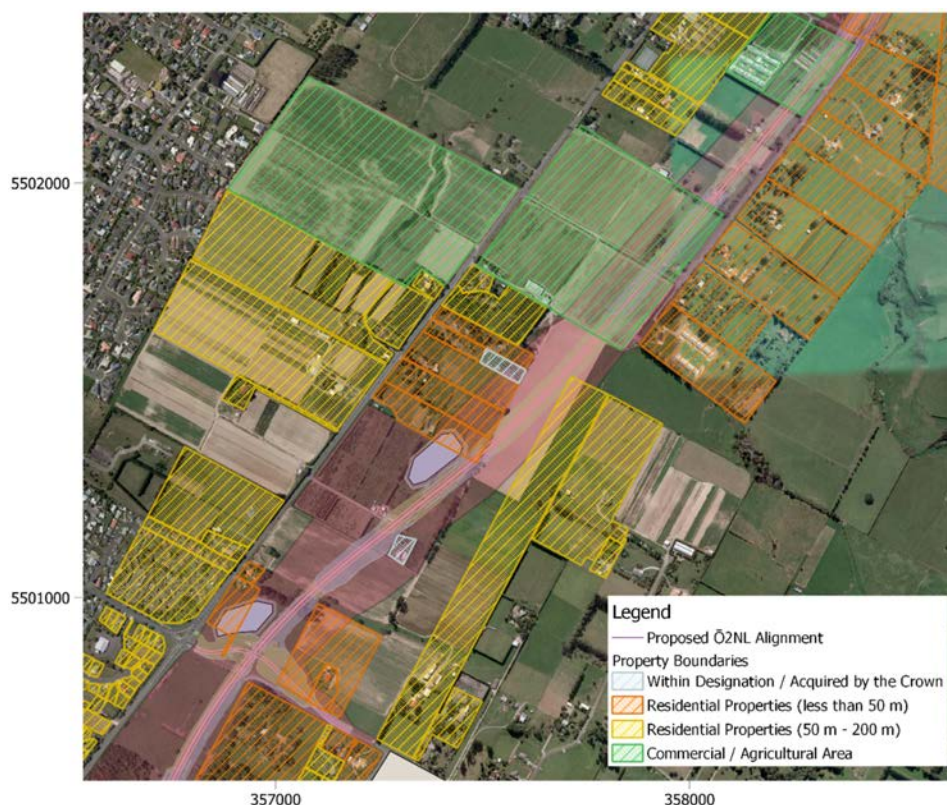 5502000
5501000
357000
358000
Legend
Proposed Ō2NL Alignment
Property Boundaries
Within Designation / Acquired by the Crown
Residential Properties (less than 50 m)
Residential Properties (50 m - 200 m)
Commercial / Agricultural Area